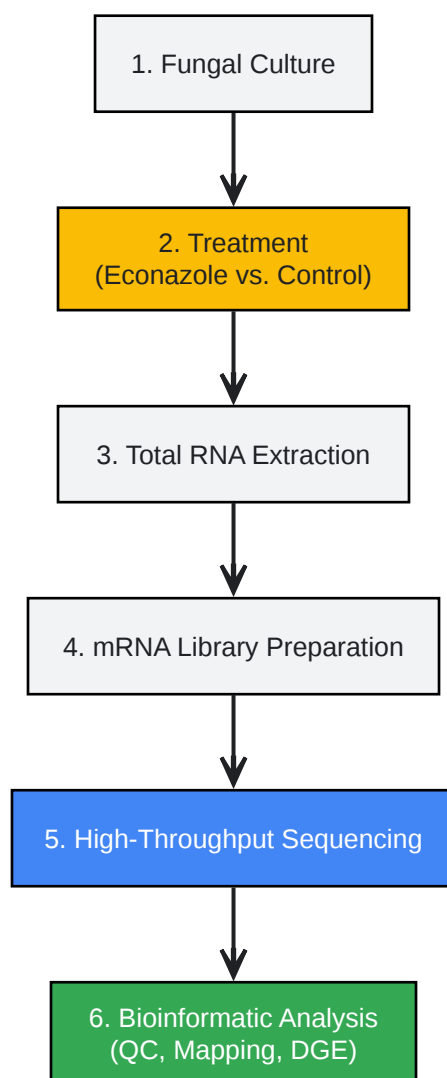 1. Fungal Culture
2. Treatment
(Econazole vs. Control)
3. Total RNA Extraction
4. mRNA Library Preparation
5. High-Throughput Sequencing
6. Bioinformatic Analysis
(QC, Mapping, DGE)